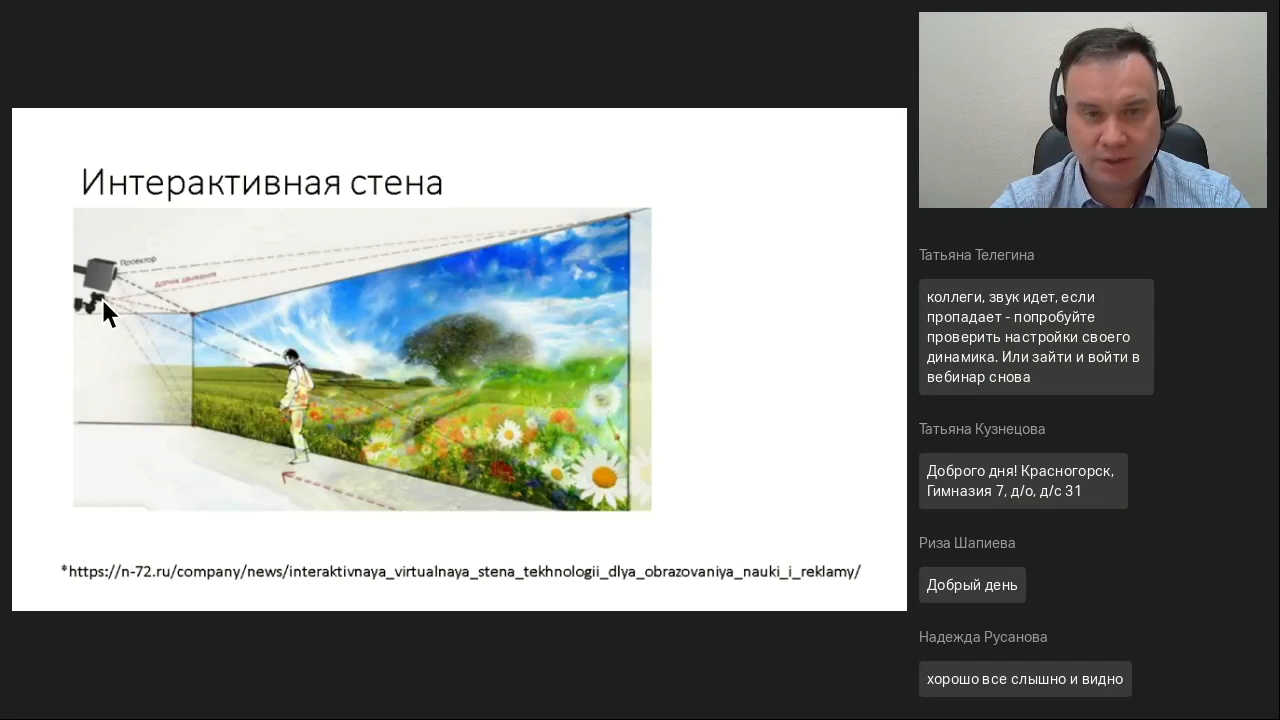 Интерактивная стена
Проектор
Датчик движения
*https://n-72.ru/company/news/interaktivnaya_virtualnaya_stena_tekhnologii_dlya_obrazovaniya_nauki_i_reklamy/
Татьяна Телегина
коллеги, звук идет, если
пропадает - попробуйте
проверить настройки своего
динамика. Или зайти и войти в
вебинар снова
Татьяна Кузнецова
Доброго дня! Красногорск,
Гимназия 7, д/о, д/с 31
Риза Шапиева
Добрый день
Надежда Русанова
хорошо все слышно и видно